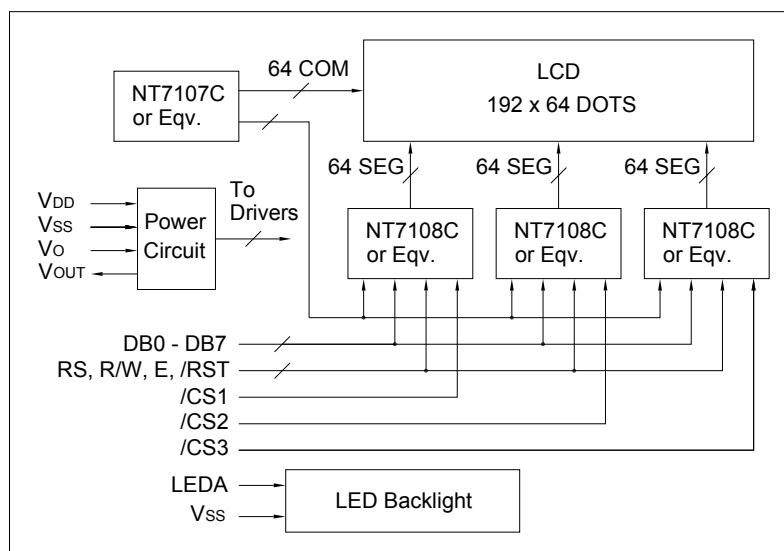 64 COM
NT7107C
or Eqv.
LCD
192 x 64 DOTS
64 SEG
64 SEG
64 SEG
VDD
VSS
VO
VOUT
Power
Circuit
To
Drivers
NT7108C
or Eqv.
NT7108C
or Eqv.
NT7108C
or Eqv.
DB0 - DB7
RS, R/W, E, /RST
/CS1
/CS2
/CS3
LEDA
VSS
LED Backlight